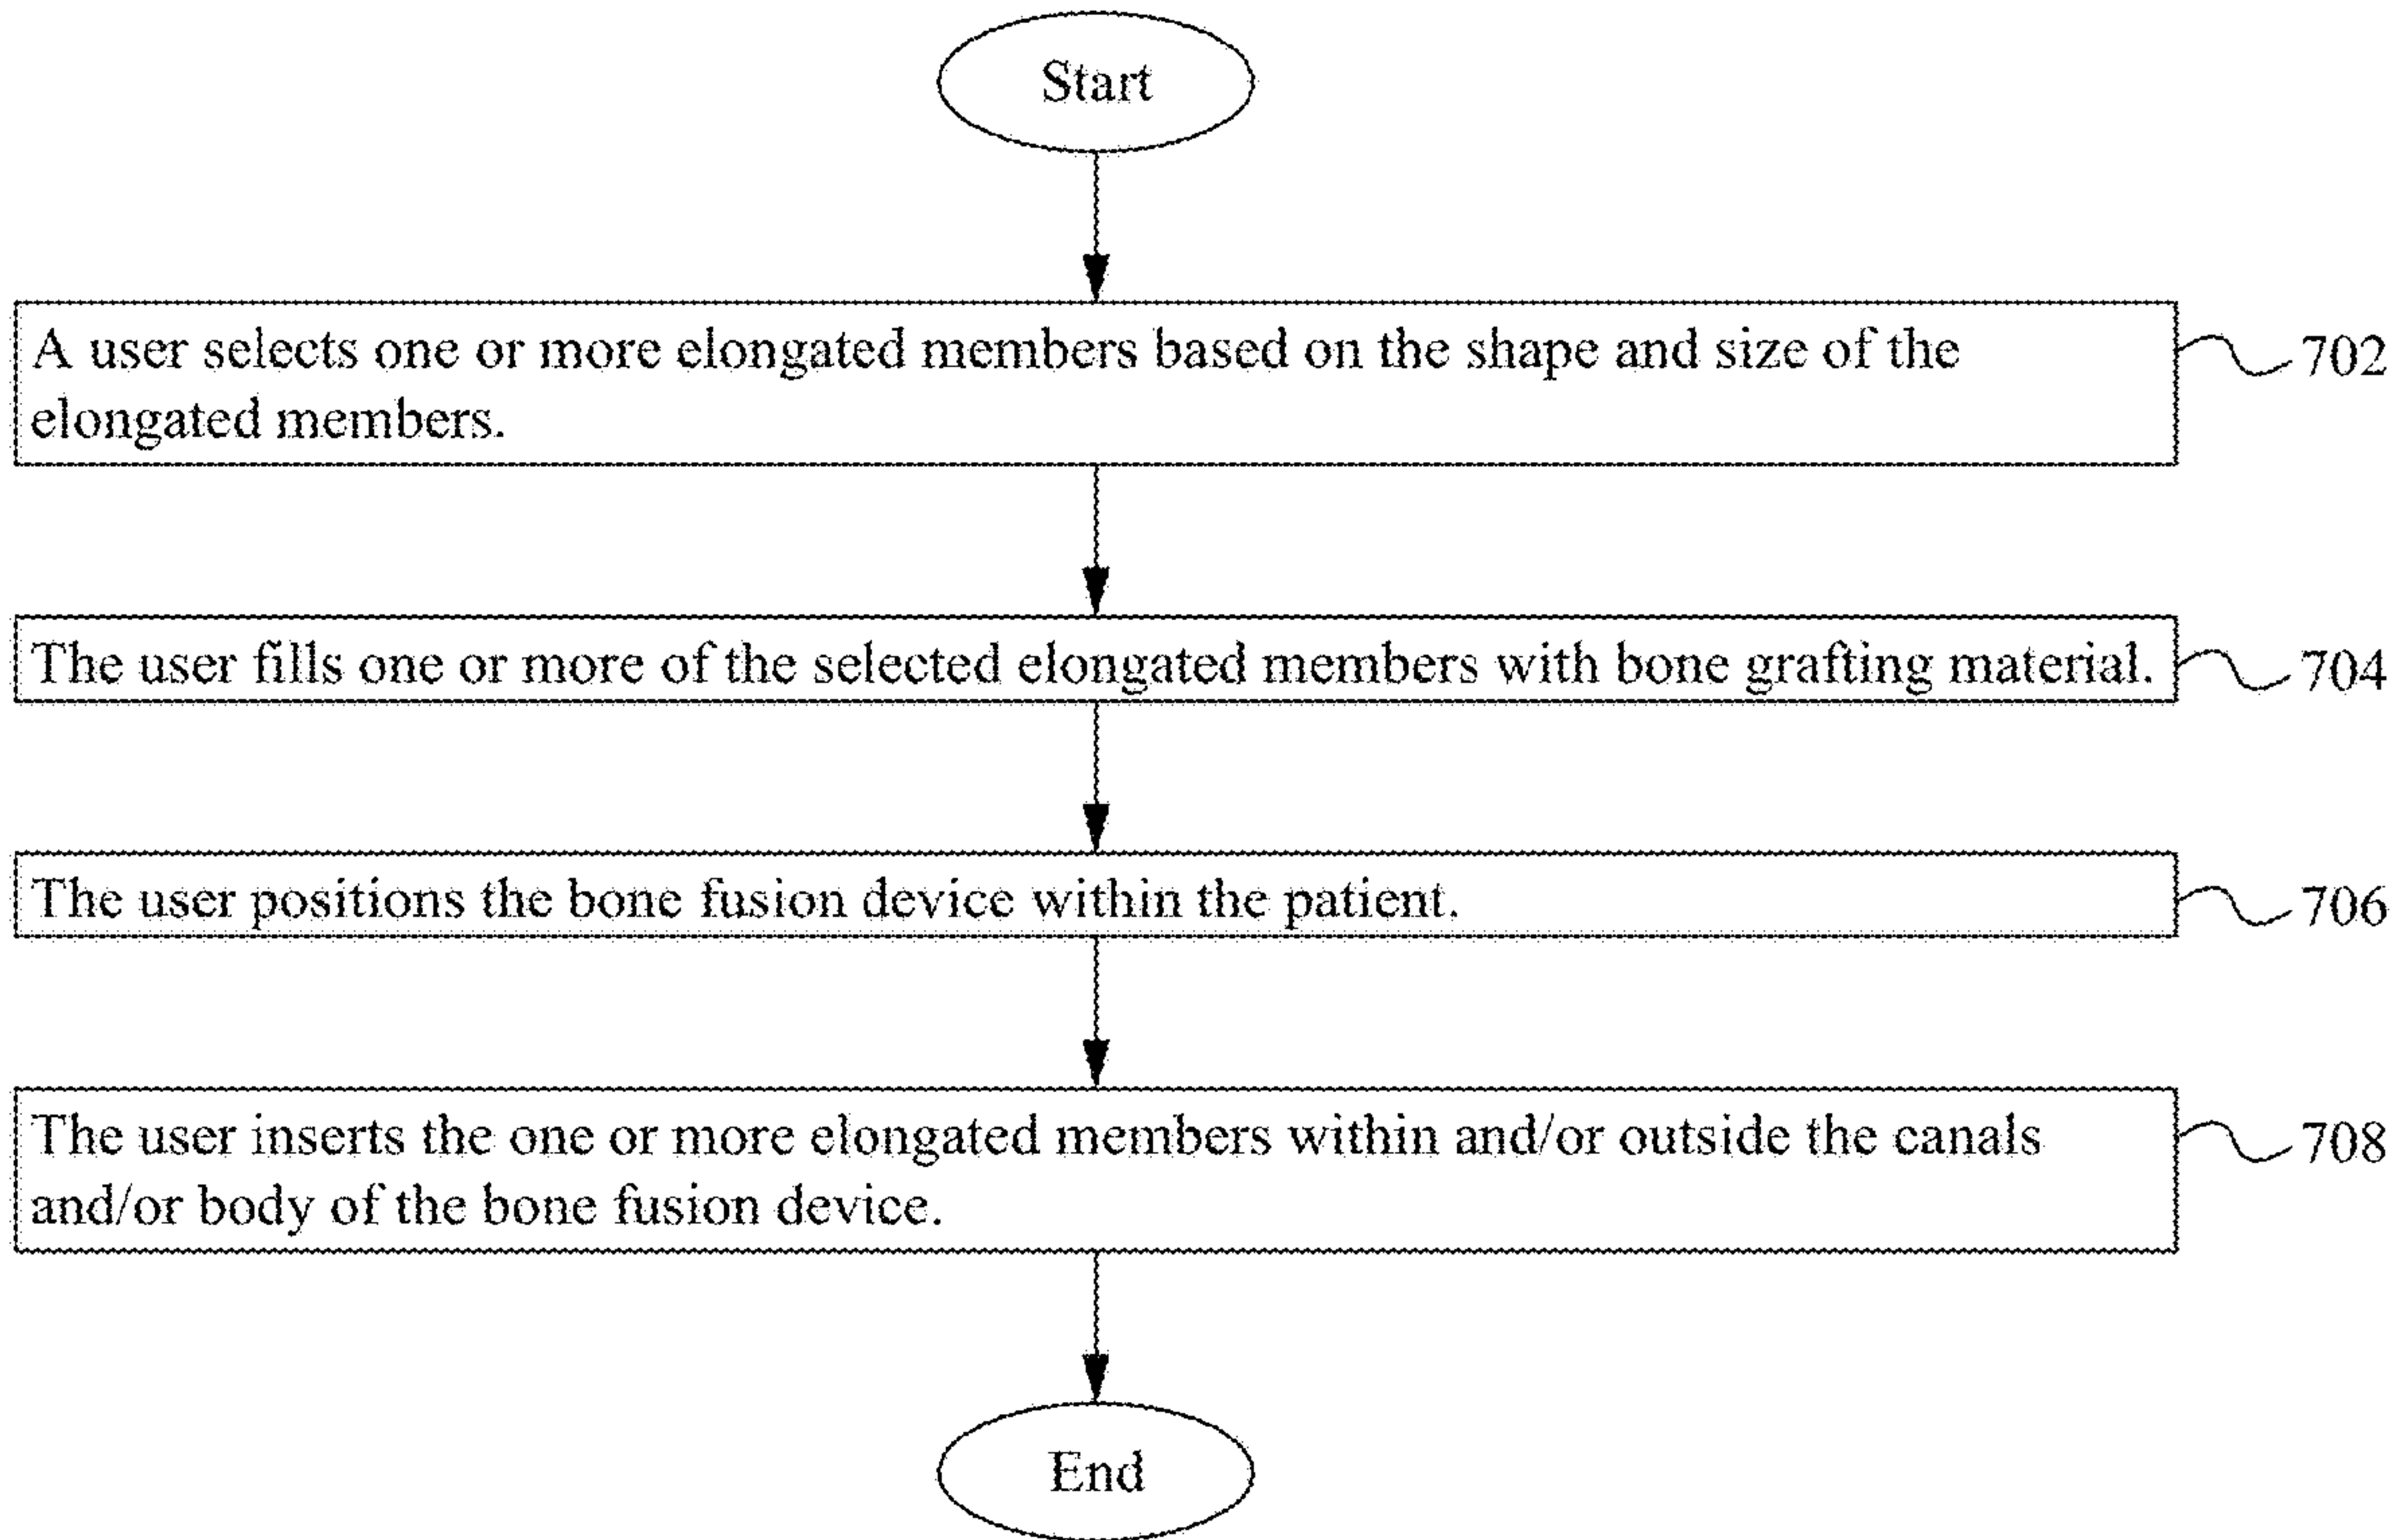 Start
A user selects one or more elongated members based on the shape and size of the
elongated members.
702
The user fills one or more of the selected elongated members with bone grafting material.
704
The user positions the bone fusion device within the patient.
706
The user inserts the one or more elongated members within and/or outside the canals
and/or body of the bone fusion device.
708
End